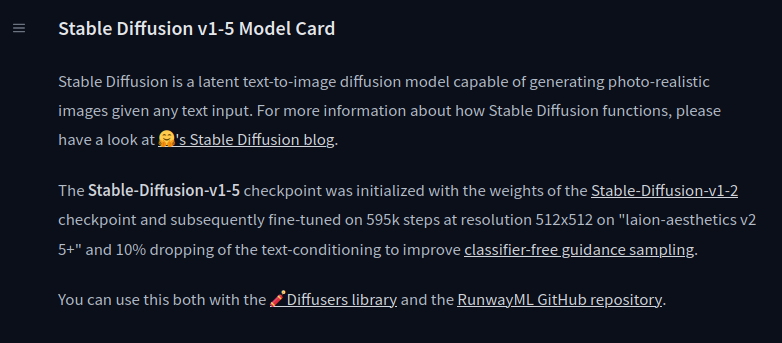 Stable Diffusion v1-5 Model Card
Stable Diffusion is a latent text-to-image diffusion model capable of generating photo-realistic
images given any text input. For more information about how Stable Diffusion functions, please
have a look at 🤗's Stable Diffusion blog.
The Stable-Diffusion-v1-5 checkpoint was initialized with the weights of the Stable-Diffusion-v1-2
checkpoint and subsequently fine-tuned on 595k steps at resolution 512x512 on "laion-aesthetics v2
5+" and 10% dropping of the text-conditioning to improve classifier-free guidance sampling.
You can use this both with the 🧨Diffusers library and the RunwayML GitHub repository.